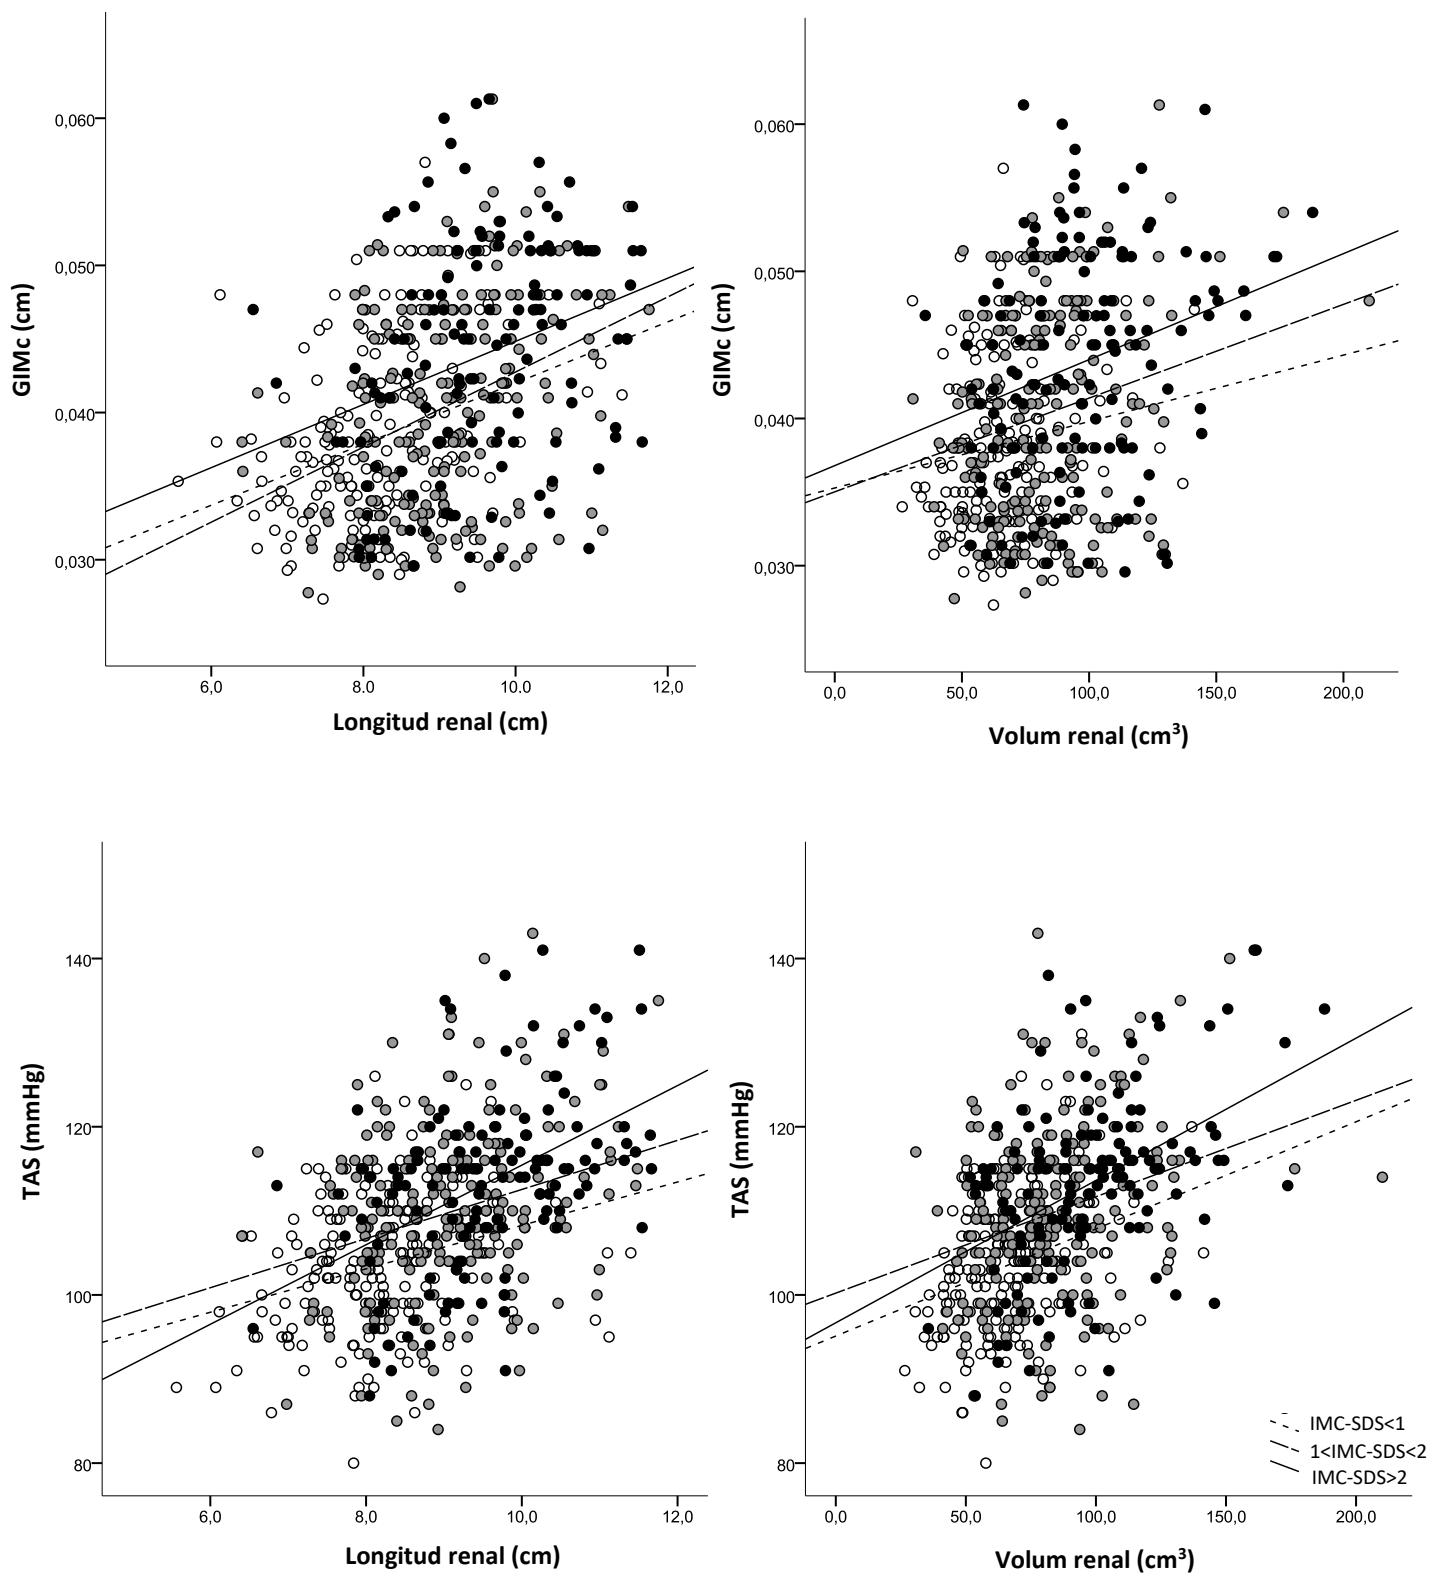 0,060
0,050
0,040
0,030
GIMc (cm)
6,0 8.0 10.0 12,0
Longitud renal (cm)
0,060
0,050
0,040
0,030
GIMc (cm)
0,0 50,0 100,0 150,0 200,0
Volum renal (cm³)
140
120
100
80
TAS (mmHg)
6,0 8,0 10,0 12,0
Longitud renal (cm)
140
120
100
80
TAS (mmHg)
IMC-SDS<1
1<IMC-SDS<2
IMC-SDS>2
0,0 50,0 100,0 150,0 200,0
Volum renal (cm³)